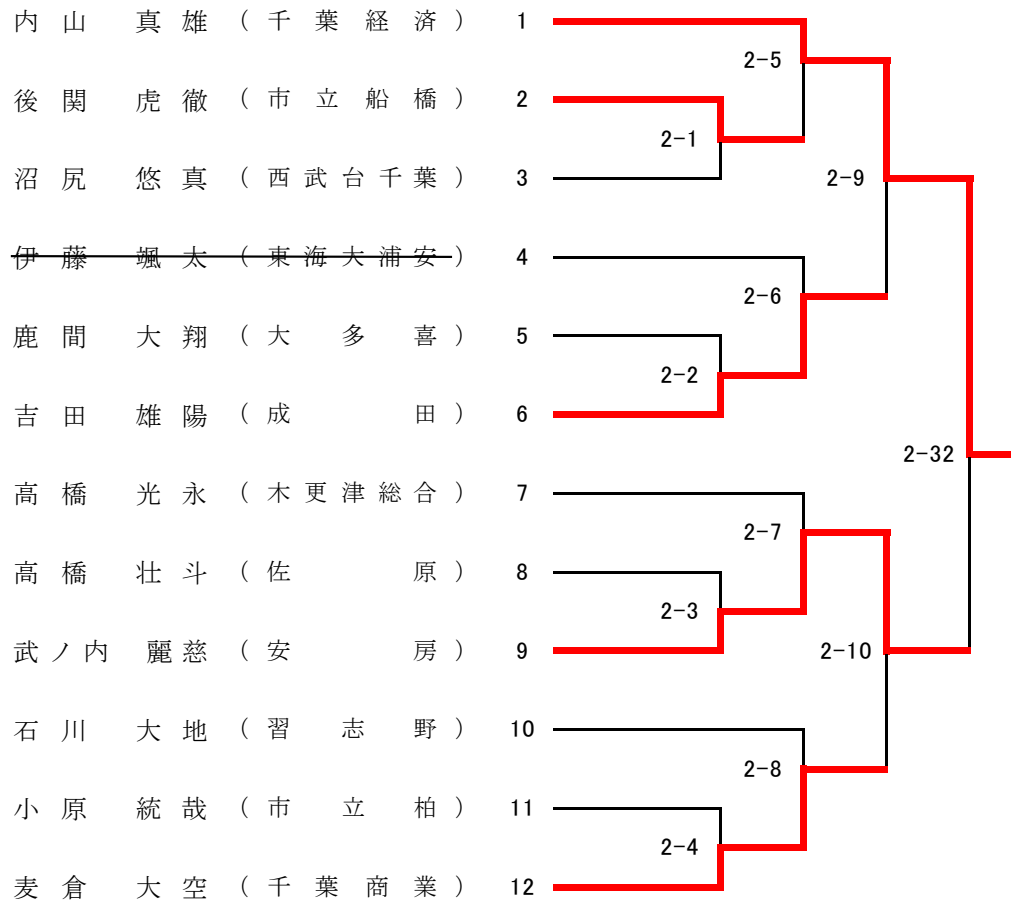 内山 真雄 (千葉経済) 1
2-5
後関 虎徹 (市立船橋) 2
2-1
沼尻 悠真 (西武台千葉) 3
2-9
伊藤 颯太 (東海大浦安) 4
2-6
鹿間 大翔 (大多喜) 5
2-2
吉田 雄陽 (成田) 6
2-32
高橋 光永 (木更津総合) 7
2-7
高橋 壮斗 (佐原) 8
2-3
武ノ内 麗慈 (安房) 9
2-10
石川 大地 (習志野) 10
2-8
小原 統哉 (市立柏) 11
2-4
麦倉 大空 (千葉商業) 12